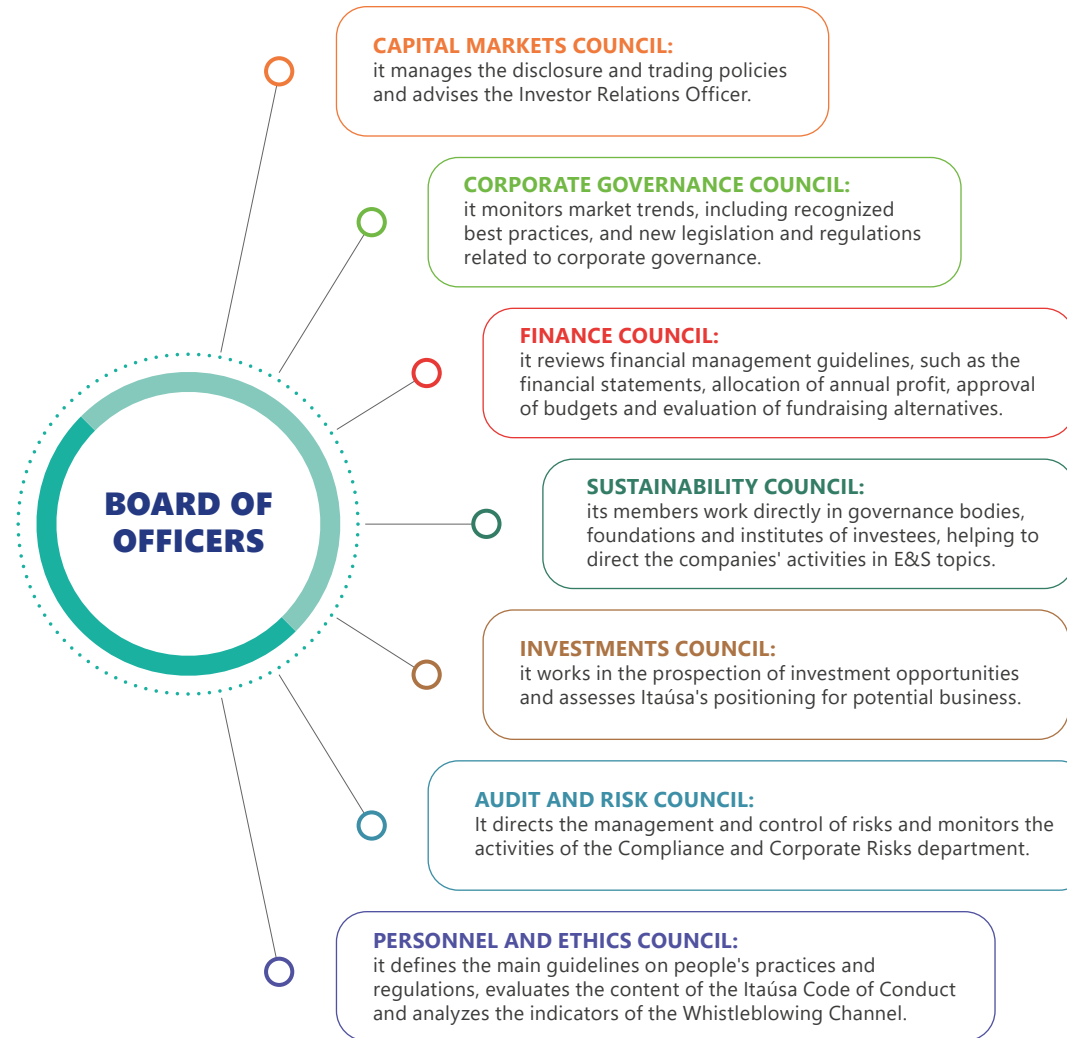 CAPITAL MARKETS COUNCIL:
it manages the disclosure and trading policies
and advises the Investor Relations Officer.
CORPORATE GOVERNANCE COUNCIL:
it monitors market trends, including recognized
best practices, and new legislation and regulations
related to corporate governance.
FINANCE COUNCIL:
it reviews financial management guidelines, such as the
financial statements, allocation of annual profit, approval
of budgets and evaluation of fundraising alternatives.
BOARD OF
OFFICERS
SUSTAINABILITY COUNCIL:
its members work directly in governance bodies,
foundations and institutes of investees, helping to
direct the companies' activities in E&S topics.
INVESTMENTS COUNCIL:
it works in the prospection of investment opportunities
and assesses Itaúsa's positioning for potential business.
AUDIT AND RISK COUNCIL:
It directs the management and control of risks and monitors the
activities of the Compliance and Corporate Risks department.
PERSONNEL AND ETHICS COUNCIL:
it defines the main guidelines on people's practices and
regulations, evaluates the content of the Itaúsa Code of Conduct
and analyzes the indicators of the Whistleblowing Channel.